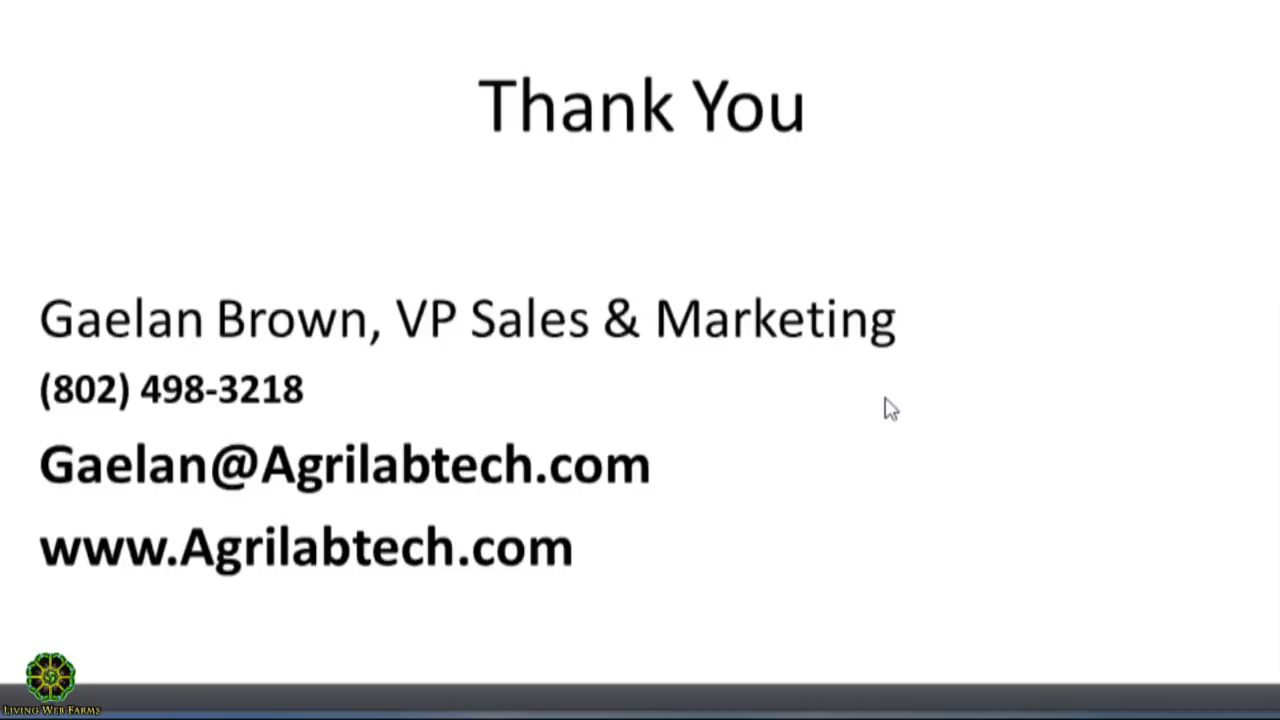 Thank You
Gaelan Brown, VP Sales & Marketing
(802) 498-3218
Gaelan@Agrilabtech.com
www.Agrilabtech.com
LIVING WEB FARMS